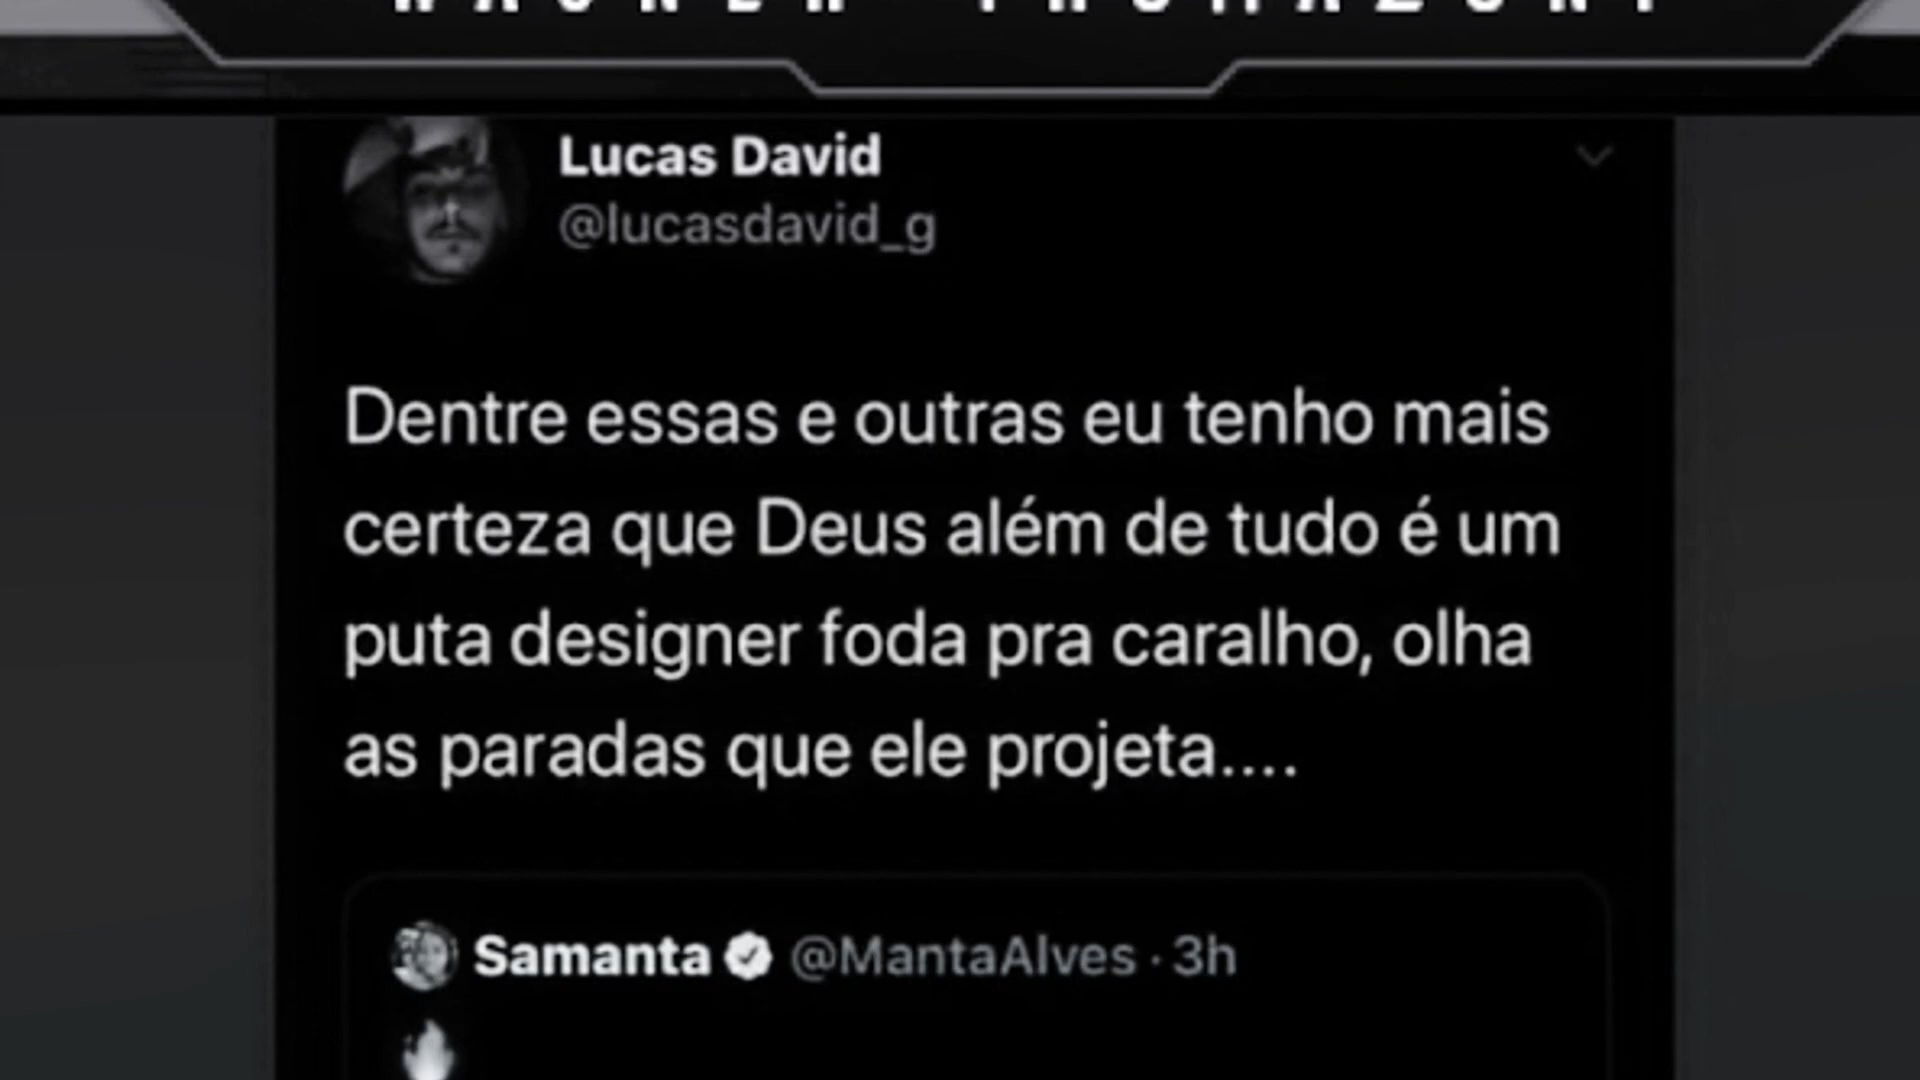 Lucas David
@lucasdavid_g
Dentre essas e outras eu tenho mais
certeza que Deus além de tudo é um
puta designer foda pra caralho, olha
as paradas que ele projeta....
Samanta @MantaAlves · 3h